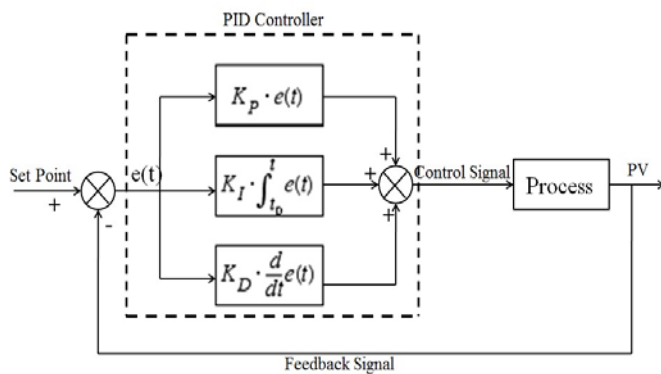 PID Controller
K_P · e(t)
Set Point
+
-
e(t)
K_I · ∫_{t_0}^{t} e(t)
K_D · d/dt e(t)
+
+
+
Control Signal
Process
PV
Feedback Signal